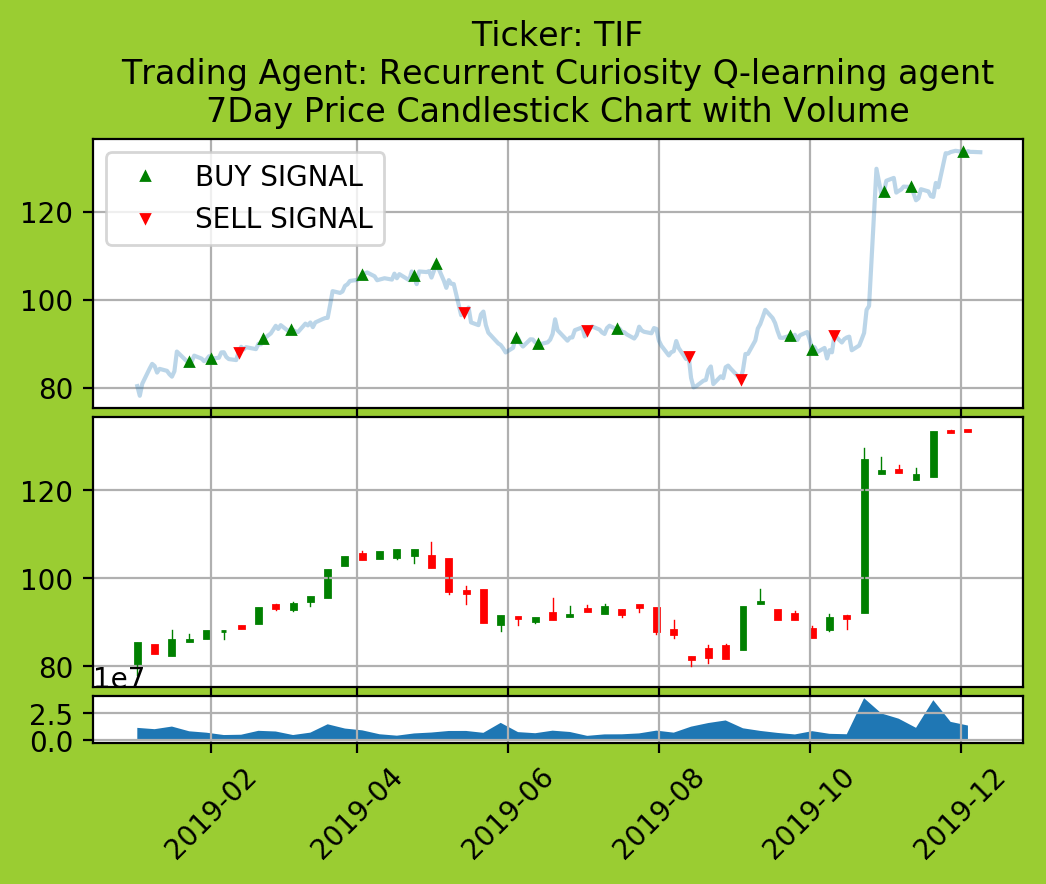 Ticker: TIF
Trading Agent: Recurrent Curiosity Q-learning agent
7Day Price Candlestick Chart with Volume
BUY SIGNAL
SELL SIGNAL
120
100
80
120
100
80
1e7
2.5
0.0
2019-02
2019-04
2019-06
2019-08
2019-10
2019-12